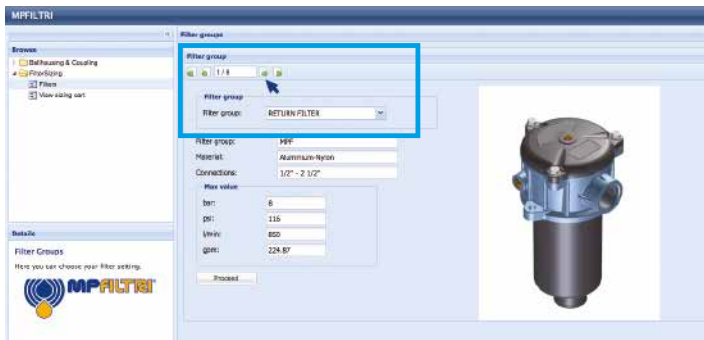 MPFILTRI
Filter groups
Browse
Bellhousing & Coupling
FilterSizing
Filters
View sizing cart
Filter group
1 / 8
Filter group
Filter group: RETURN FILTER
Filter group: MPF
Material: Aluminium-Nylon
Connections: 1/2" - 2 1/2"
Max value
bar: 8
psi: 116
l/min: 850
gpm: 224.87
Proceed
Details
Filter Groups
Here you can choose your filter setting.
MPFILTRI